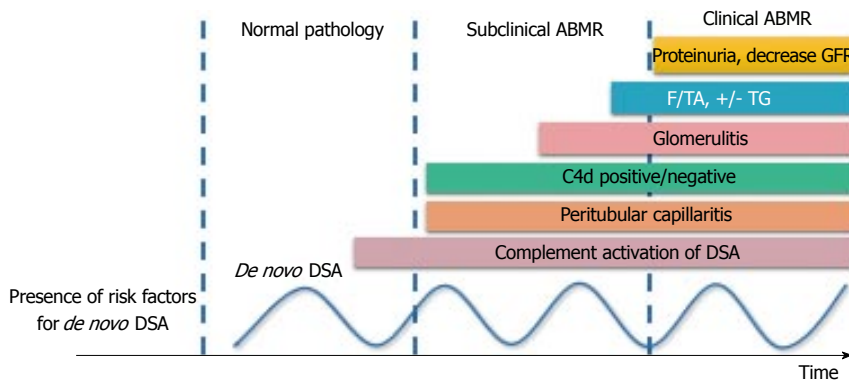 Normal pathology
Subclinical ABMR
Clinical ABMR
Proteinuria, decrease GFR
F/TA, +/- TG
Glomerulitis
C4d positive/negative
Peritubular capillaritis
Complement activation of DSA
De novo DSA
Presence of risk factors
for de novo DSA
Time